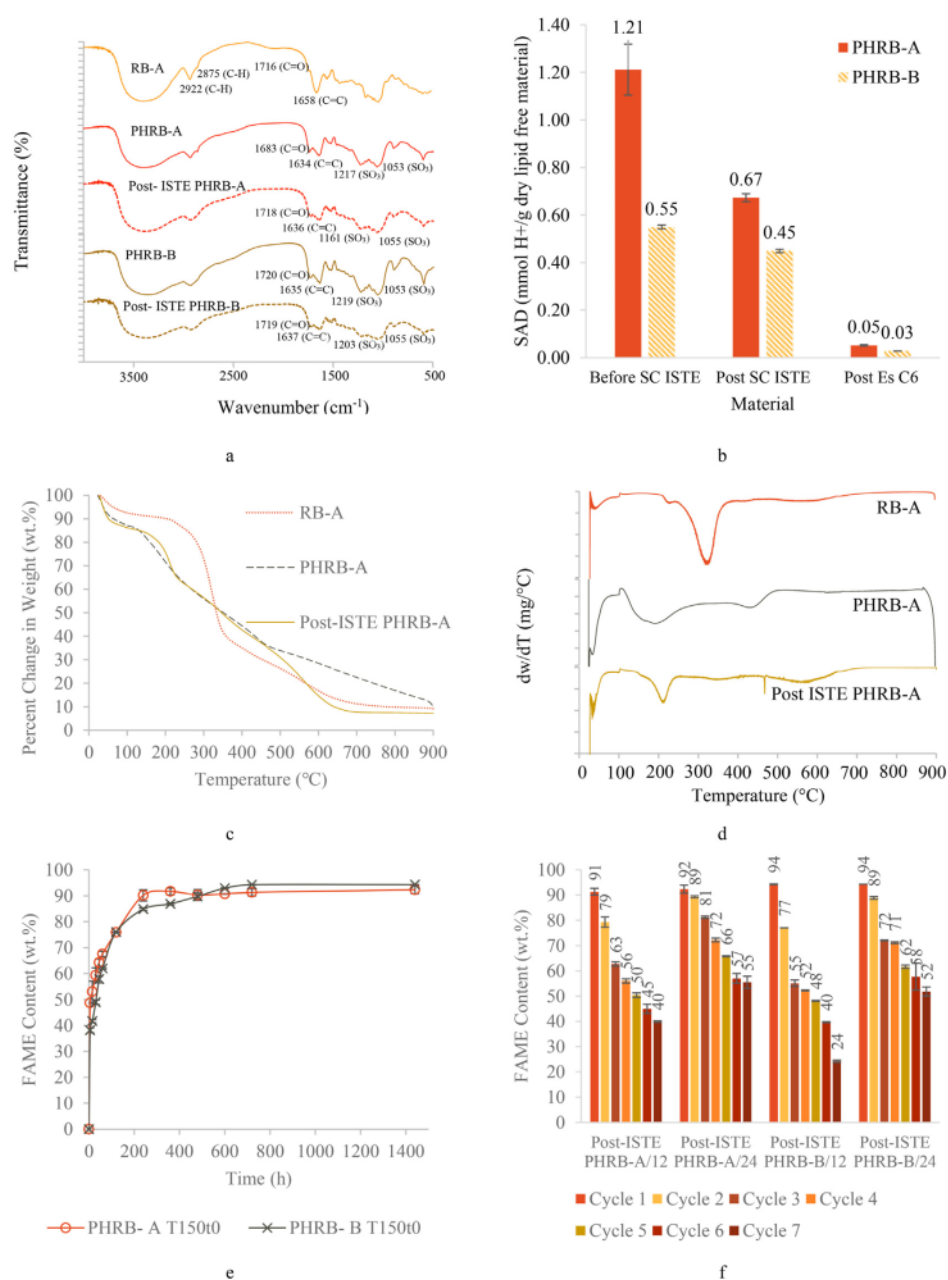 RB-A
2875 (C-H)
2922 (C-H)
1716 (C=O)
1658 (C=C)
PHRB-A
1683 (C=O)
1634 (C=C)
1217 (SO3)
1053 (SO3)
Post- ISTE PHRB-A
1718 (C=O)
1636 (C=C)
1161 (SO3)
1055 (SO3)
PHRB-B
1720 (C=O)
1635 (C=C)
1219 (SO3)
1053 (SO3)
Post- ISTE PHRB-B
1719 (C=O)
1637 (C=C)
1203 (SO3)
1055 (SO3)
Transmittance (%)
3500 2500 1500 500
Wavenumber (cm-1)
a
SAD (mmol H+/g dry lipid free material)
1.20
1.00
0.80
0.60
0.40
0.20
0.00
1.21
0.55
0.67
0.45
0.05
0.03
PHRB-A
PHRB-B
Before SC ISTE Post SC ISTE Post Es C6
Material
b
Percent Change in Weight (wt.%)
100
90
80
70
60
50
40
30
20
10
0
RB-A
PHRB-A
Post-ISTE PHRB-A
0 100 200 300 400 500 600 700 800 900
Temperature (°C)
c
dw/dT (mg/°C)
RB-A
PHRB-A
Post ISTE PHRB-A
0 100 200 300 400 500 600 700 800 900
Temperature (°C)
d
FAME Content (wt.%)
100
90
80
70
60
50
40
30
20
10
0
0 200 400 600 800 1000 1200 1400
Time (h)
PHRB- A T150t0 PHRB- B T150t0
e
FAME Content (wt.%)
100
90
80
70
60
50
40
30
20
10
0
91 79 63 56 50 45 40
92 89 81 72 66 57 55
94 77 55 52 48 40 24
94 89 72 71 62 58 52
Post-ISTE Post-ISTE Post-ISTE Post-ISTE
PHRB-A/12 PHRB-A/24 PHRB-B/12 PHRB-B/24
Cycle 1 Cycle 2 Cycle 3 Cycle 4
Cycle 5 Cycle 6 Cycle 7
f